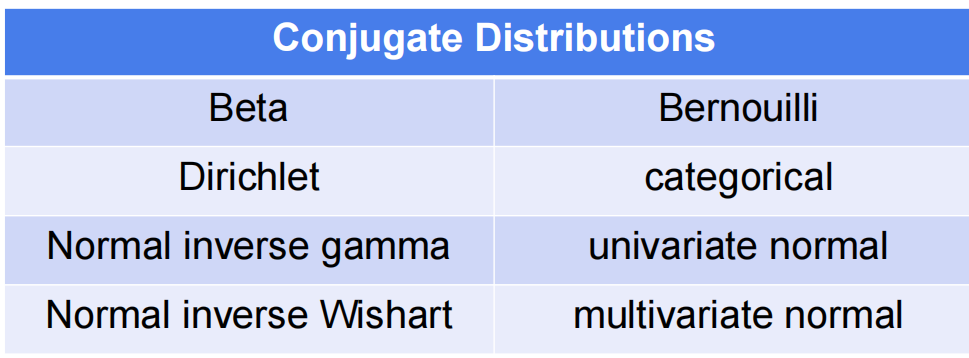 Conjugate Distributions
Beta Bernouilli
Dirichlet categorical
Normal inverse gamma univariate normal
Normal inverse Wishart multivariate normal